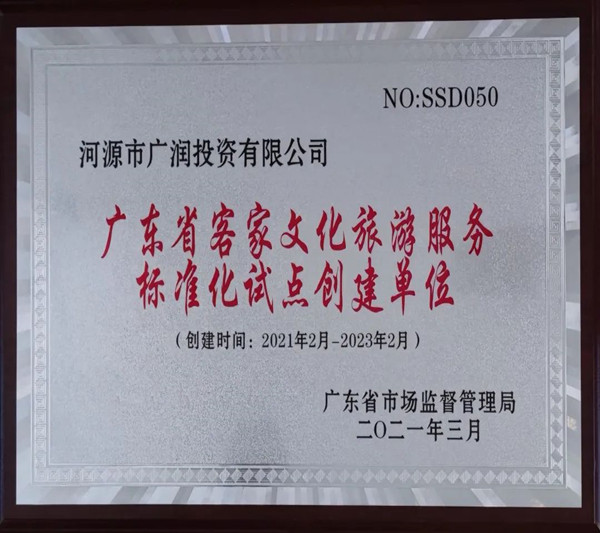 NO:SSD050
河源市广润投资有限公司
广东省客家文化旅游服务
标准化试点创建单位
（创建时间：2021年2月-2023年2月）
广东省市场监督管理局
二〇二一年三月